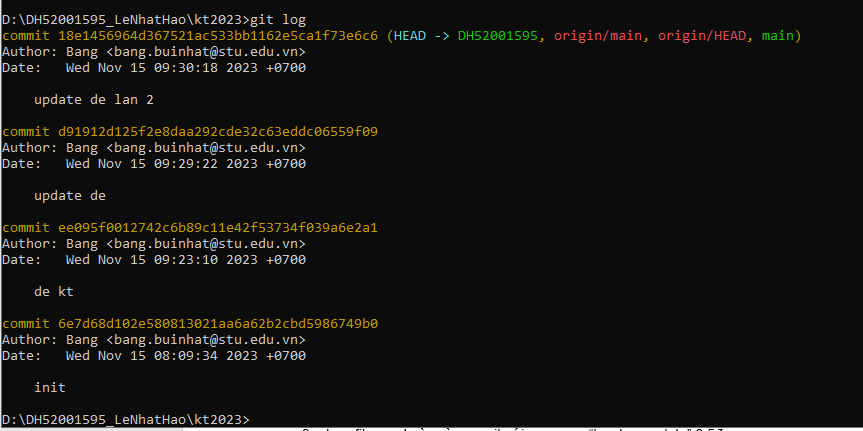 D:\DH52001595_LeNhatHao\kt2023>git log
commit 18e1456964d367521ac533bb1162e5ca1f73e6c6 (HEAD -> DH52001595, origin/main, origin/HEAD, main)
Author: Bang <bang.buinhat@stu.edu.vn>
Date:   Wed Nov 15 09:30:18 2023 +0700
update de lan 2
commit d91912d125f2e8daa292cde32c63eddc06559f09
Author: Bang <bang.buinhat@stu.edu.vn>
Date:   Wed Nov 15 09:29:22 2023 +0700
update de
commit ee095f0012742c6b89c11e42f53734f039a6e2a1
Author: Bang <bang.buinhat@stu.edu.vn>
Date:   Wed Nov 15 09:23:10 2023 +0700
de kt
commit 6e7d68d102e580813021aa6a62b2cbd5986749b0
Author: Bang <bang.buinhat@stu.edu.vn>
Date:   Wed Nov 15 08:09:34 2023 +0700
init
D:\DH52001595_LeNhatHao\kt2023>